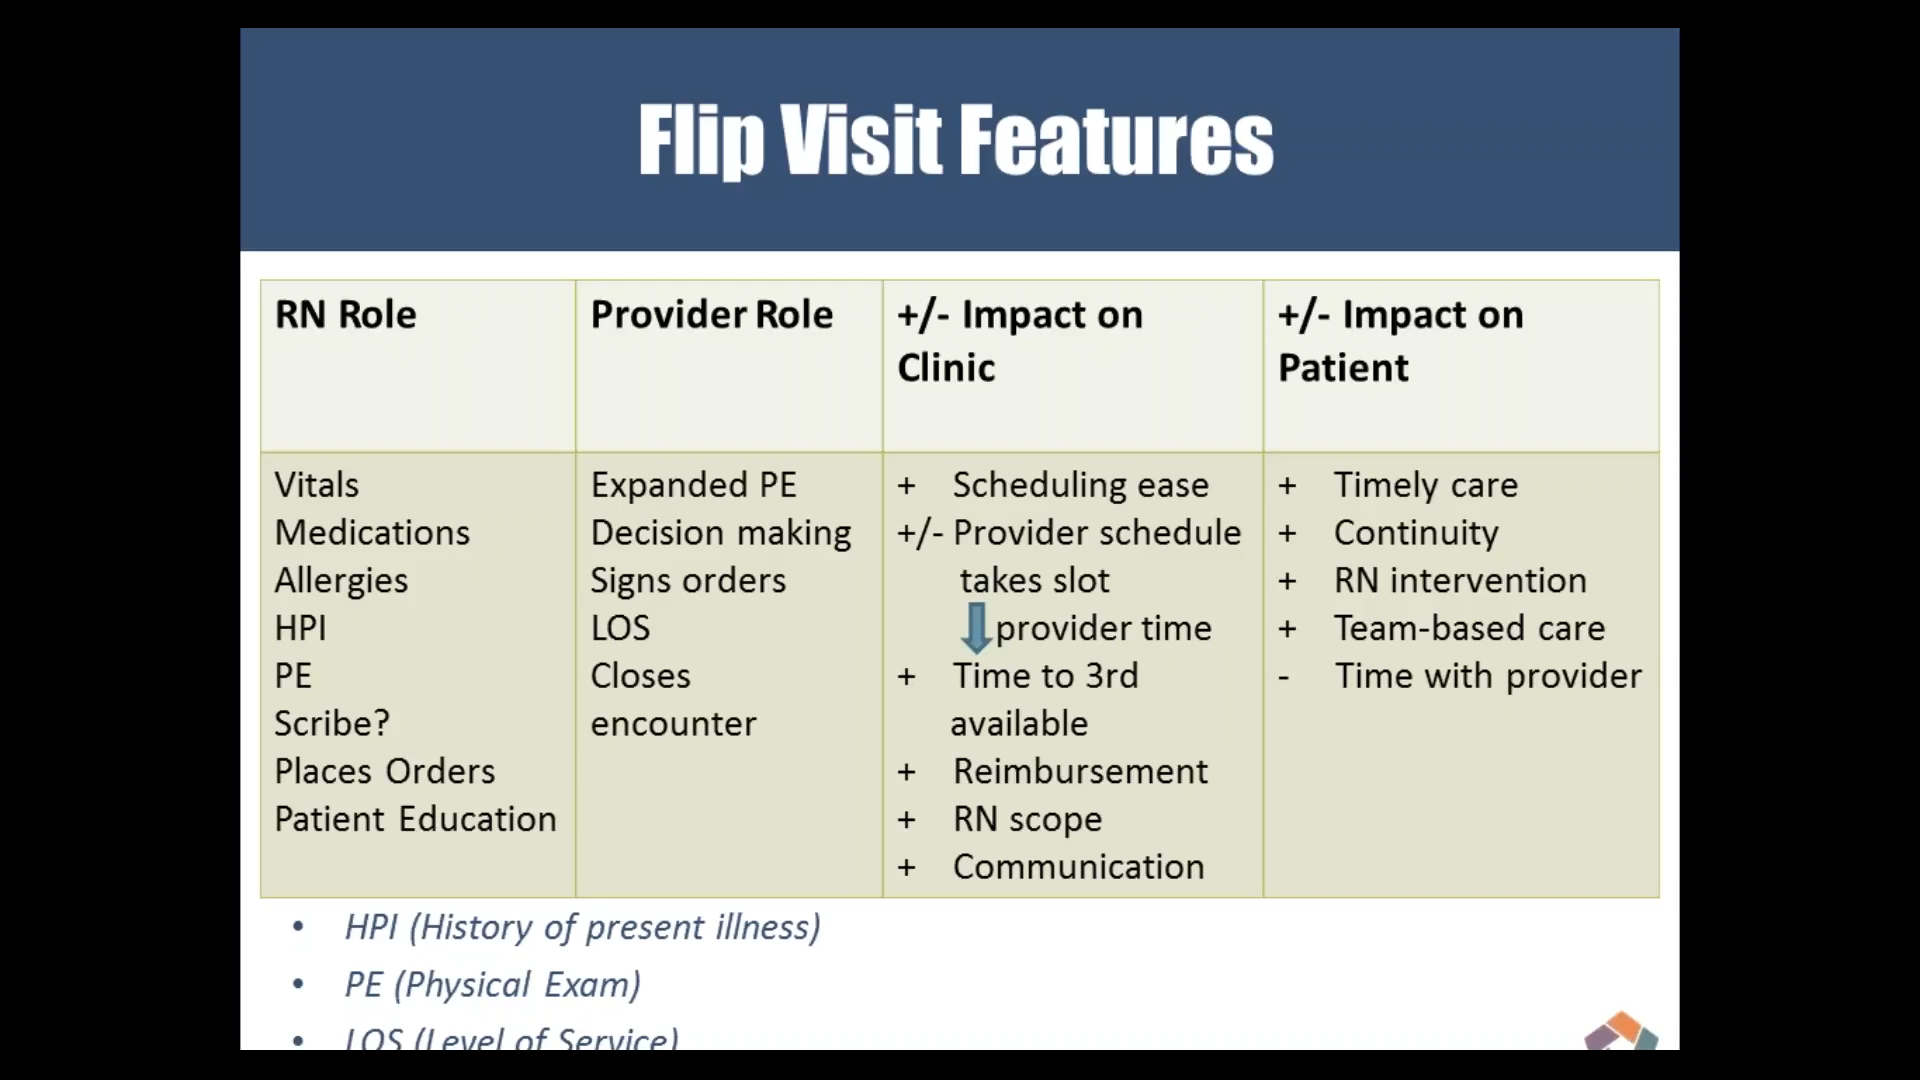 Flip Visit Features
RN Role
Provider Role
+/- Impact on
Clinic
+/- Impact on
Patient
Vitals
Medications
Allergies
HPI
PE
Scribe?
Places Orders
Patient Education
Expanded PE
Decision making
Signs orders
LOS
Closes
encounter
+ Scheduling ease
+/- Provider schedule
takes slot
provider time
+ Time to 3rd
available
+ Reimbursement
+ RN scope
+ Communication
+ Timely care
+ Continuity
+ RN intervention
+ Team-based care
- Time with provider
• HPI (History of present illness)
• PE (Physical Exam)
• LOS (Level of Service)